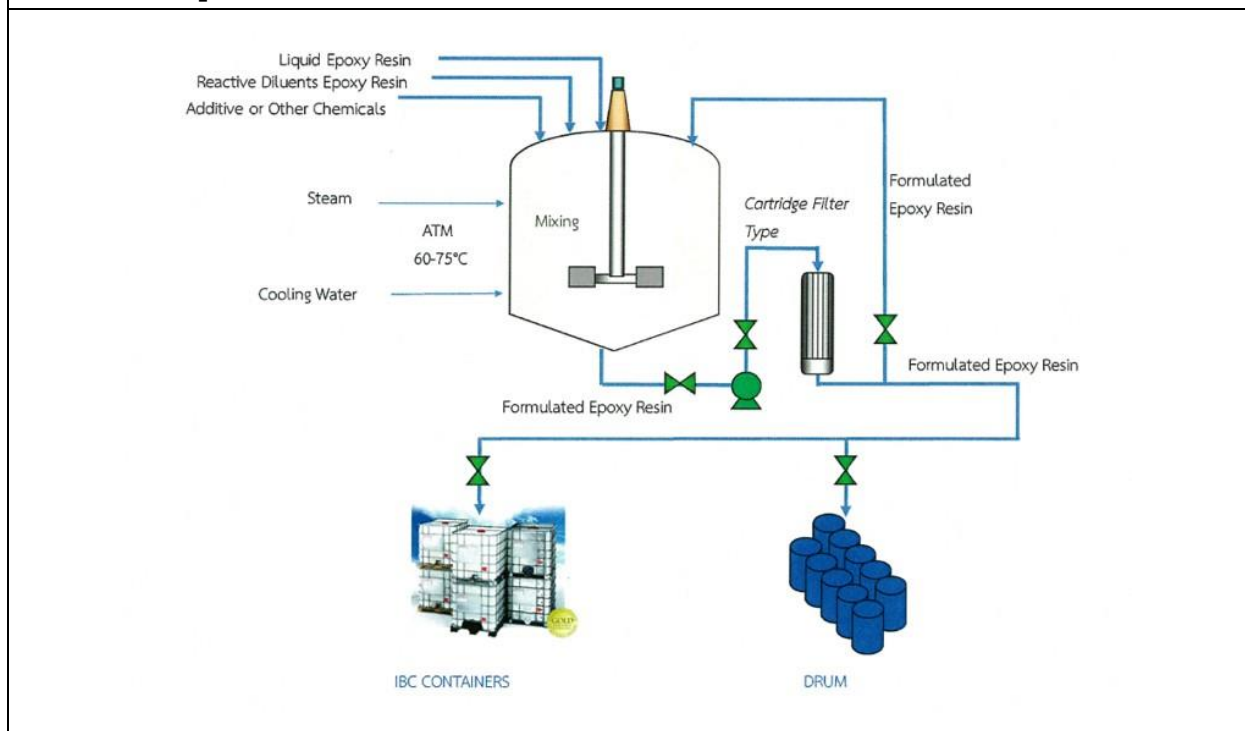 Liquid Epoxy Resin
Reactive Diluents Epoxy Resin
Additive or Other Chemicals
Steam
ATM
60-75°C
Mixing
Cooling Water
Cartridge Filter
Type
Formulated
Epoxy Resin
Formulated Epoxy Resin
Formulated Epoxy Resin
GOLD
IBC CONTAINERS
DRUM